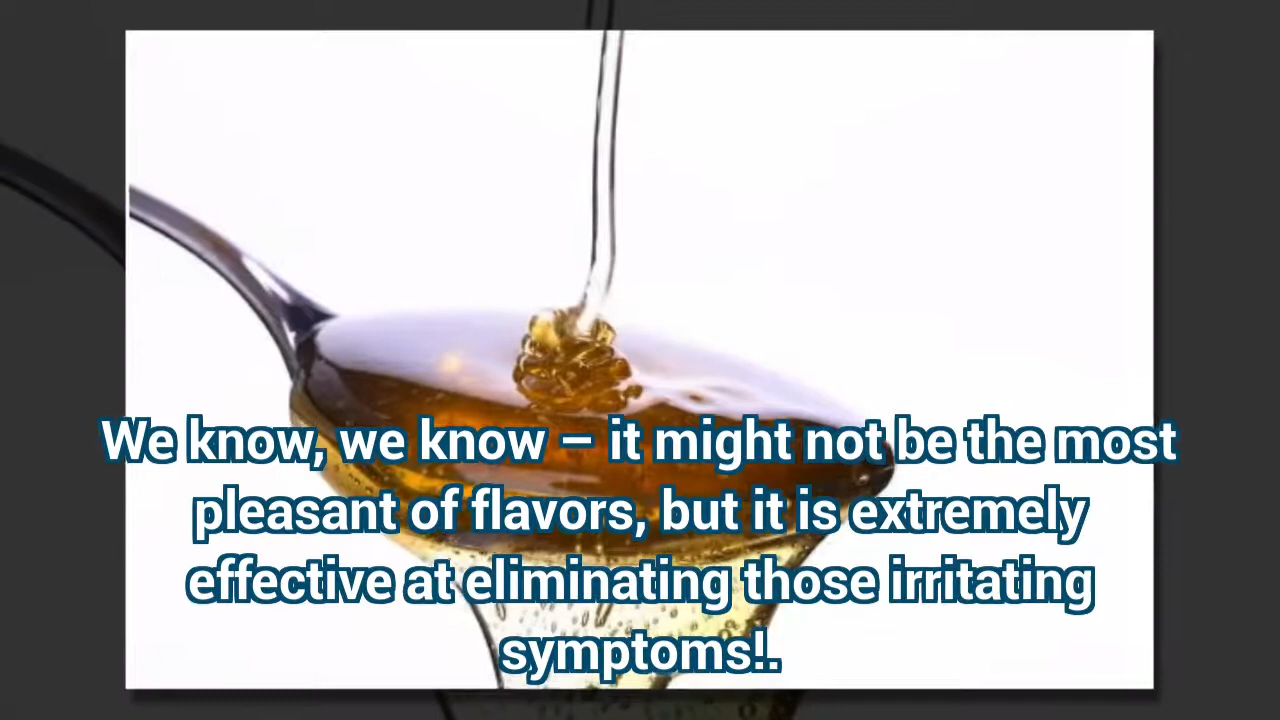 We know, we know – it might not be the most
pleasant of flavors, but it is extremely
effective at eliminating those irritating
symptoms!.